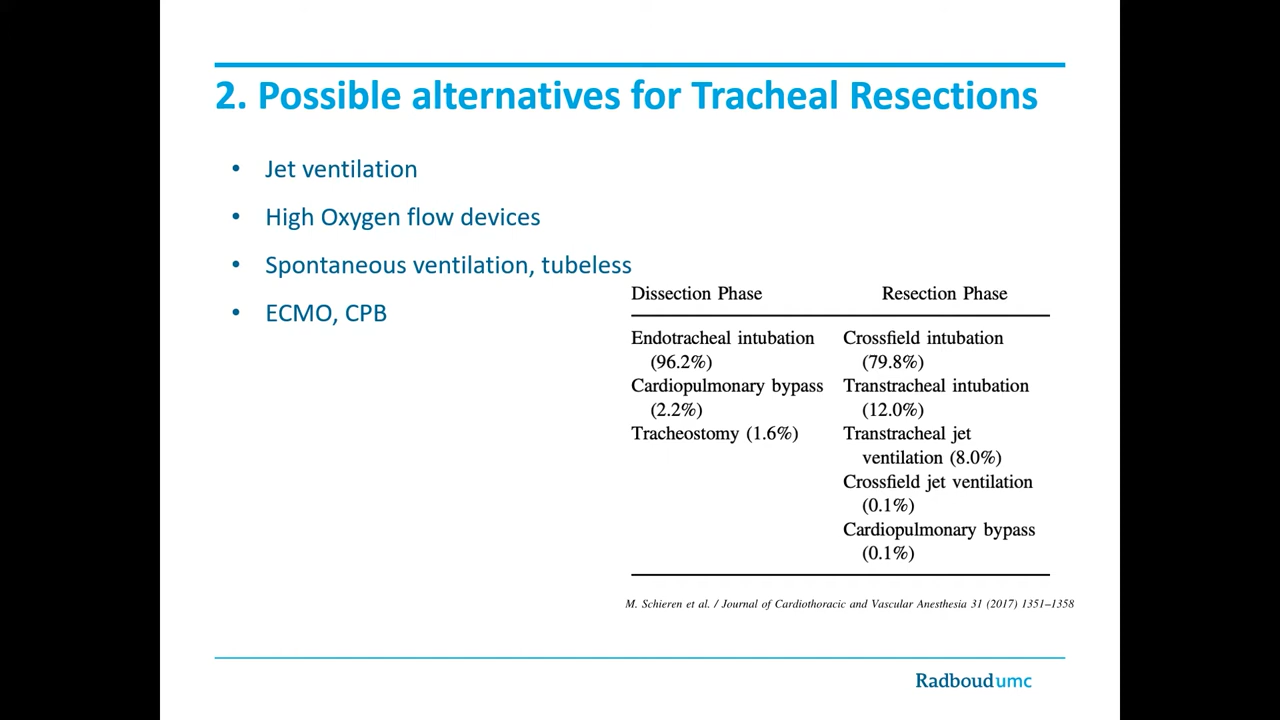 2. Possible alternatives for Tracheal Resections
• Jet ventilation
• High Oxygen flow devices
• Spontaneous ventilation, tubeless
• ECMO, CPB
Dissection Phase Resection Phase
Endotracheal intubation Crossfield intubation
(96.2%) (79.8%)
Cardiopulmonary bypass Transtracheal intubation
(2.2%) (12.0%)
Tracheostomy (1.6%) Transtracheal jet
ventilation (8.0%)
Crossfield jet ventilation
(0.1%)
Cardiopulmonary bypass
(0.1%)
M. Schieren et al. / Journal of Cardiothoracic and Vascular Anesthesia 31 (2017) 1351–1358
Radboudumc